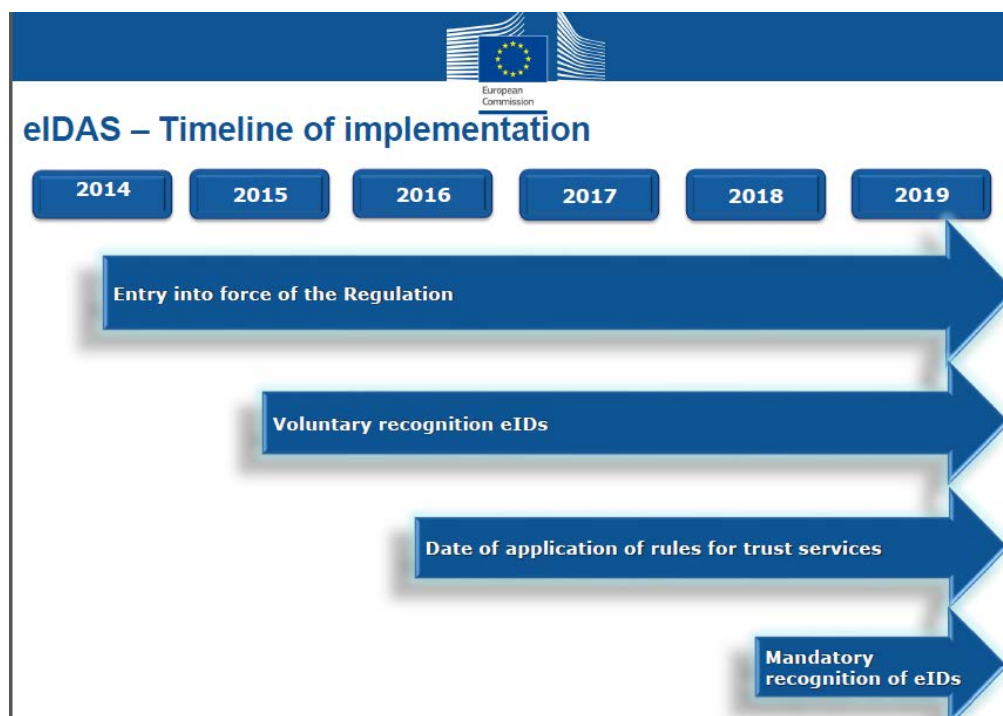 European
Commission
eIDAS – Timeline of implementation
2014
2015
2016
2017
2018
2019
Entry into force of the Regulation
Voluntary recognition eIDs
Date of application of rules for trust services
Mandatory
recognition of eIDs